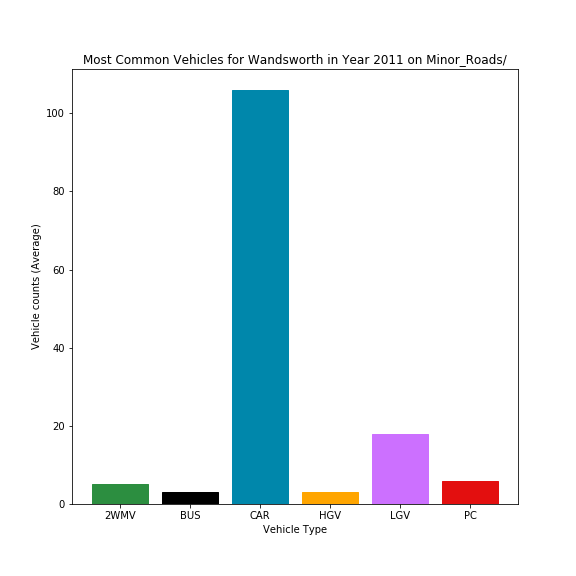 Most Common Vehicles for Wandsworth in Year 2011 on Minor_Roads/
Vehicle counts (Average)
100
80
60
40
20
0
2WMV BUS CAR HGV LGV PC
Vehicle Type